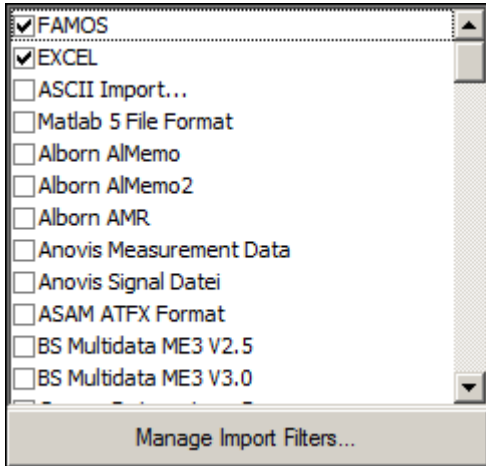 FAMOS
EXCEL
ASCII Import...
Matlab 5 File Format
Alborn AlMemo
Alborn AlMemo2
Alborn AMR
Anovis Measurement Data
Anovis Signal Datei
ASAM ATFX Format
BS Multidata ME3 V2.5
BS Multidata ME3 V3.0
Manage Import Filters...